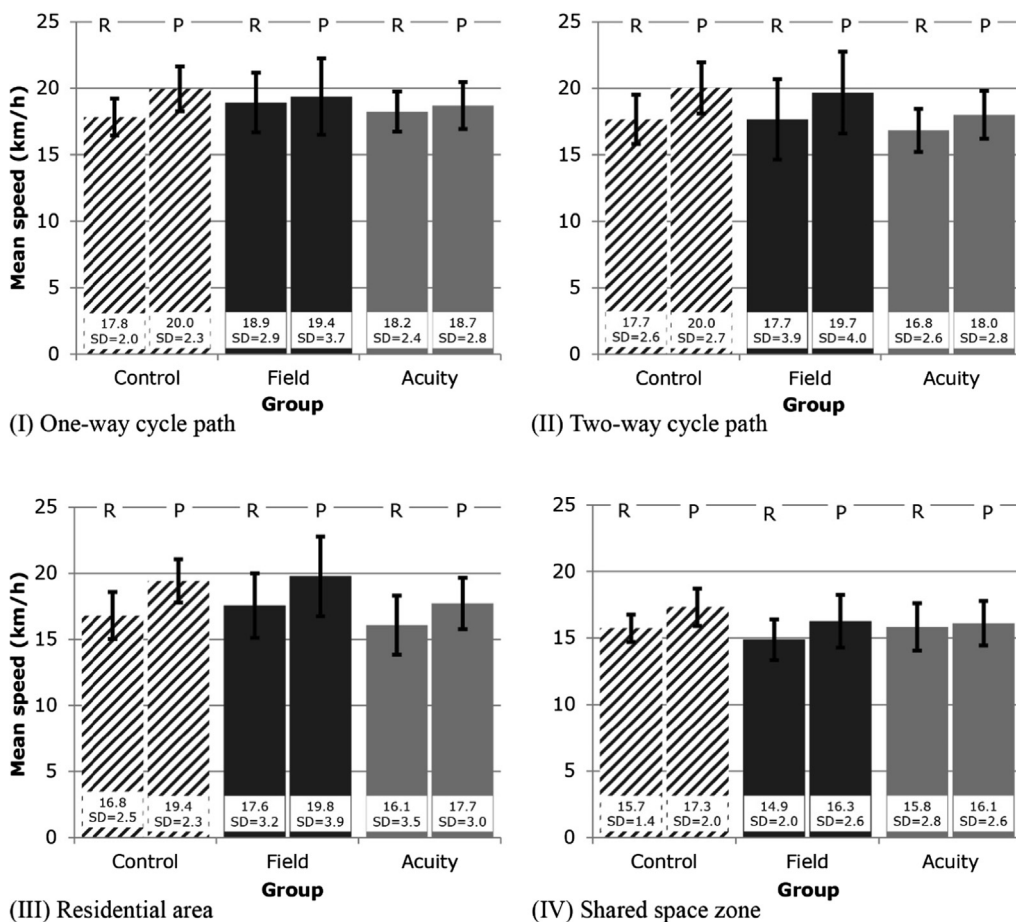 25
R P R P R P
20
15
10
5
0
Mean speed (km/h)
17.8 20.0 18.9 19.4 18.2 18.7
SD=2.0 SD=2.3 SD=2.9 SD=3.7 SD=2.4 SD=2.8
Control Field Acuity
Group
(I) One-way cycle path
25
R P R P R P
20
15
10
5
0
17.7 20.0 17.7 19.7 16.8 18.0
SD=2.6 SD=2.7 SD=3.9 SD=4.0 SD=2.6 SD=2.8
Control Field Acuity
Group
(II) Two-way cycle path
25
R P R P R P
20
15
10
5
0
Mean speed (km/h)
16.8 19.4 17.6 19.8 16.1 17.7
SD=2.5 SD=2.3 SD=3.2 SD=3.9 SD=3.5 SD=3.0
Control Field Acuity
Group
(III) Residential area
25
R P R P R P
20
15
10
5
0
15.7 17.3 14.9 16.3 15.8 16.1
SD=1.4 SD=2.0 SD=2.0 SD=2.6 SD=2.8 SD=2.6
Control Field Acuity
Group
(IV) Shared space zone